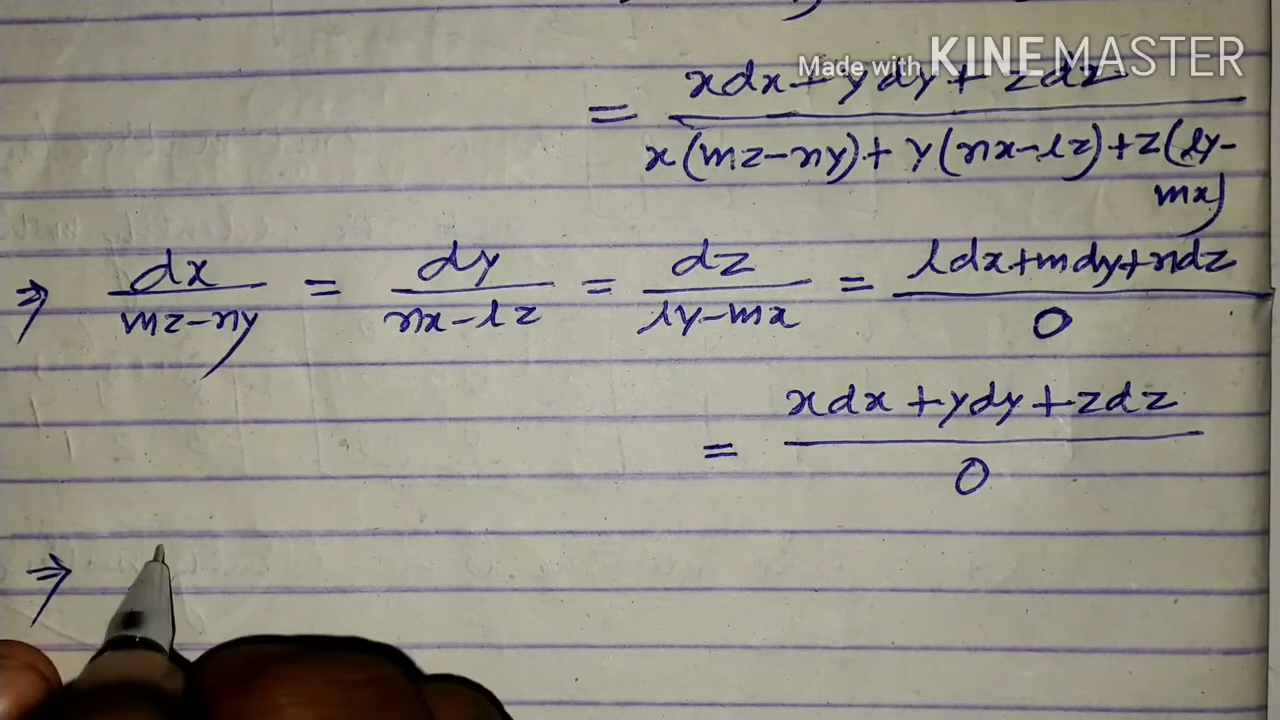 Made with KINEMASTER
= xdx+ydy+zdz / x(mz-ny)+y(nx-lz)+z(ly-
mx)
⇒ dx/mz-ny = dy/nx-lz = dz/ly-mx = ldx+mdy+ndz/0
= xdx+ydy+zdz/0
⇒